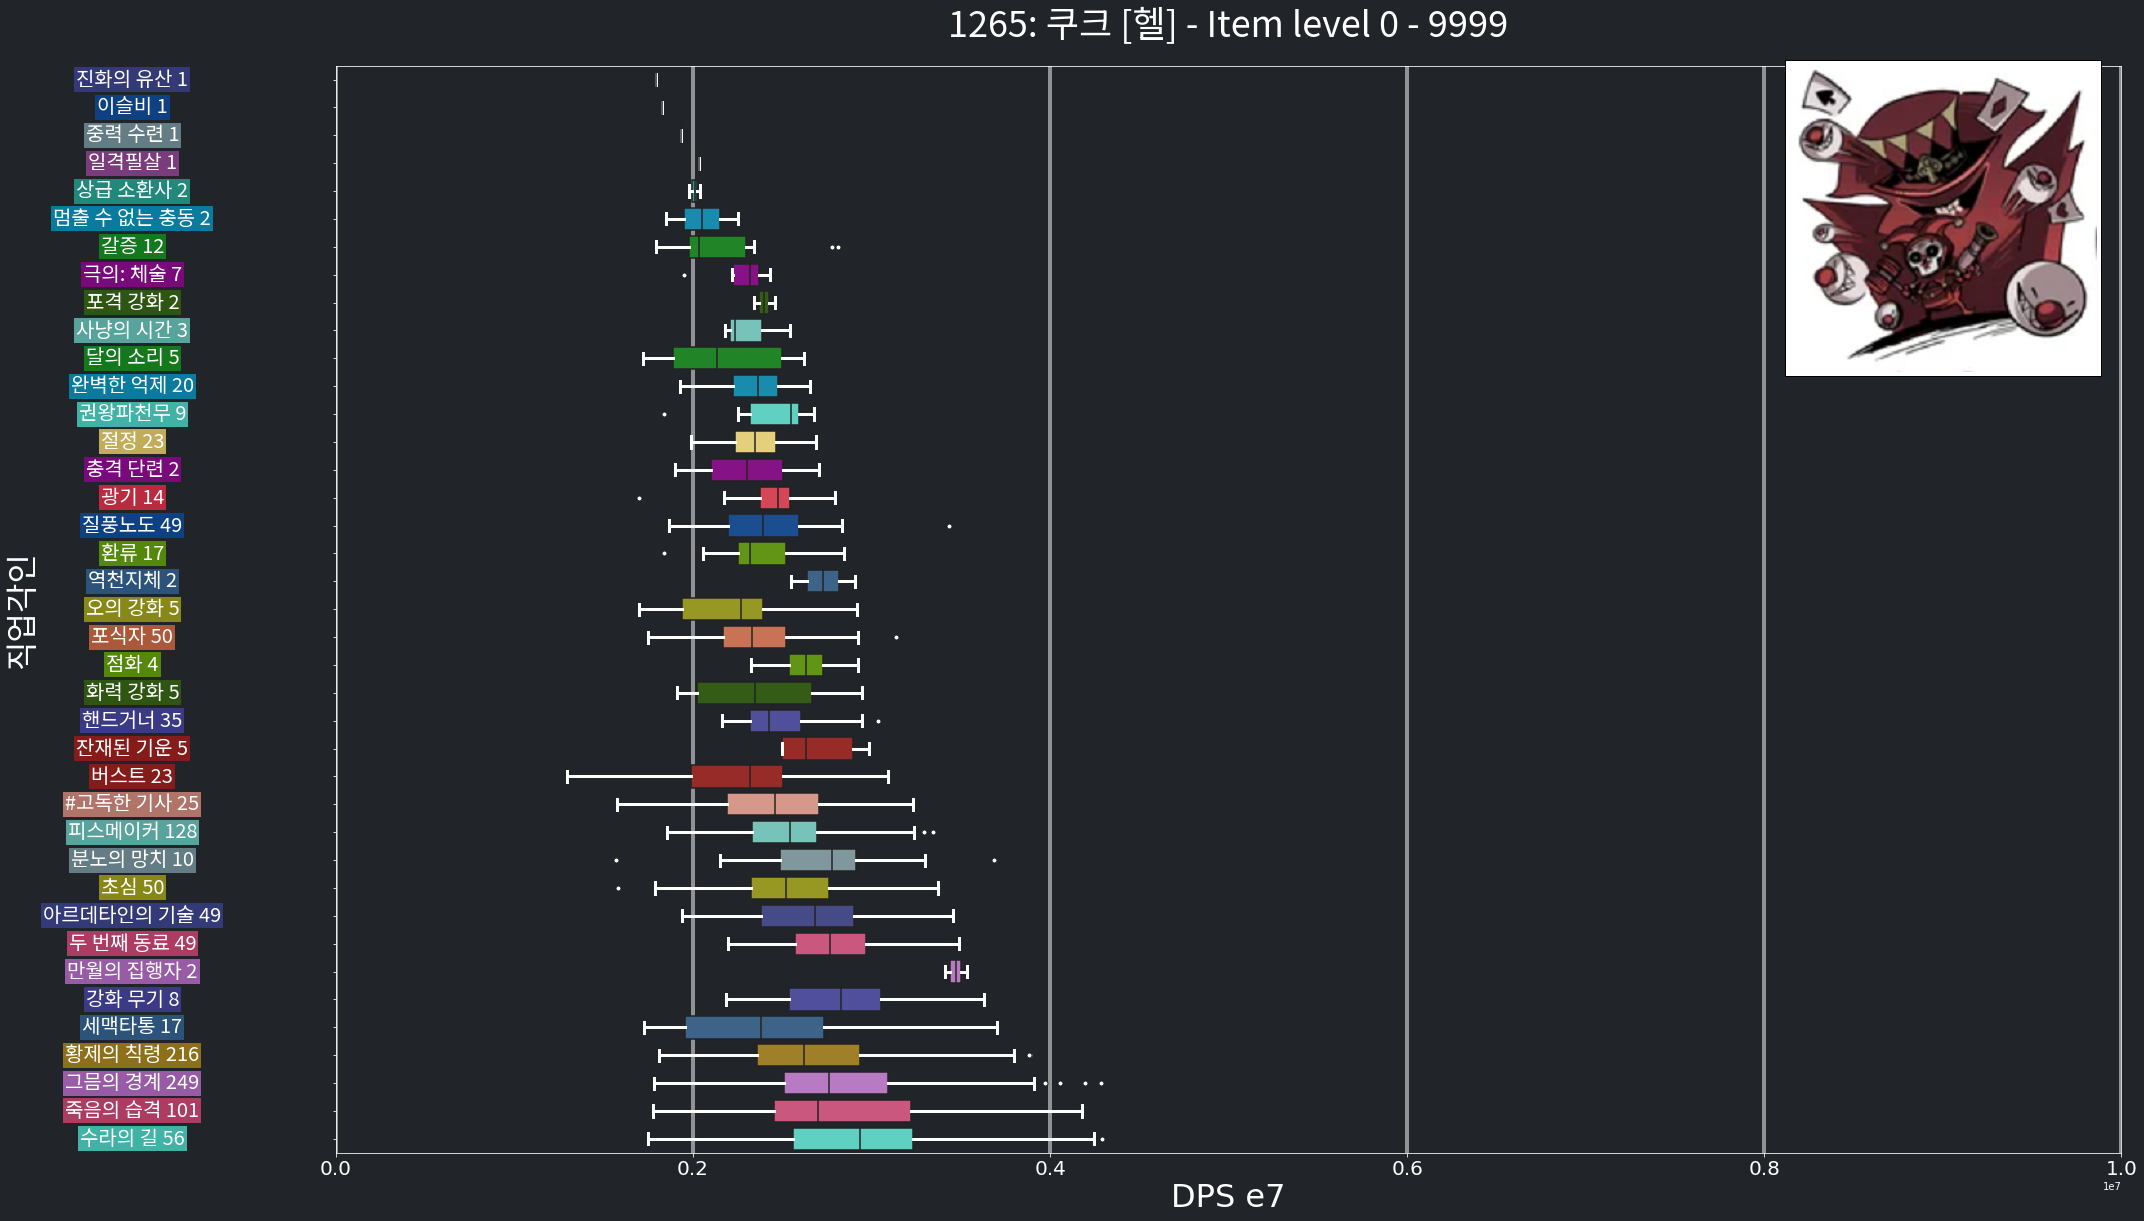 1265: 쿠크 [헬] - Item level 0 - 9999
직업각인
진화의 유산 1
이슬비 1
중력 수련 1
일격필살 1
상급 소환사 2
멈출 수 없는 충동 2
갈증 12
극의: 체술 7
포격 강화 2
사냥의 시간 3
달의 소리 5
완벽한 억제 20
권왕파천무 9
절정 23
충격 단련 2
광기 14
질풍노도 49
환류 17
역천지체 2
오의 강화 5
포식자 50
점화 4
화력 강화 5
핸드거너 35
잔재된 기운 5
버스트 23
#고독한 기사 25
피스메이커 128
분노의 망치 10
초심 50
아르데타인의 기술 49
두 번째 동료 49
만월의 집행자 2
강화 무기 8
세맥타통 17
황제의 칙령 216
그믐의 경계 249
죽음의 습격 101
수라의 길 56
0.0 0.2 0.4 0.6 0.8 1.0
1e7
DPS e7